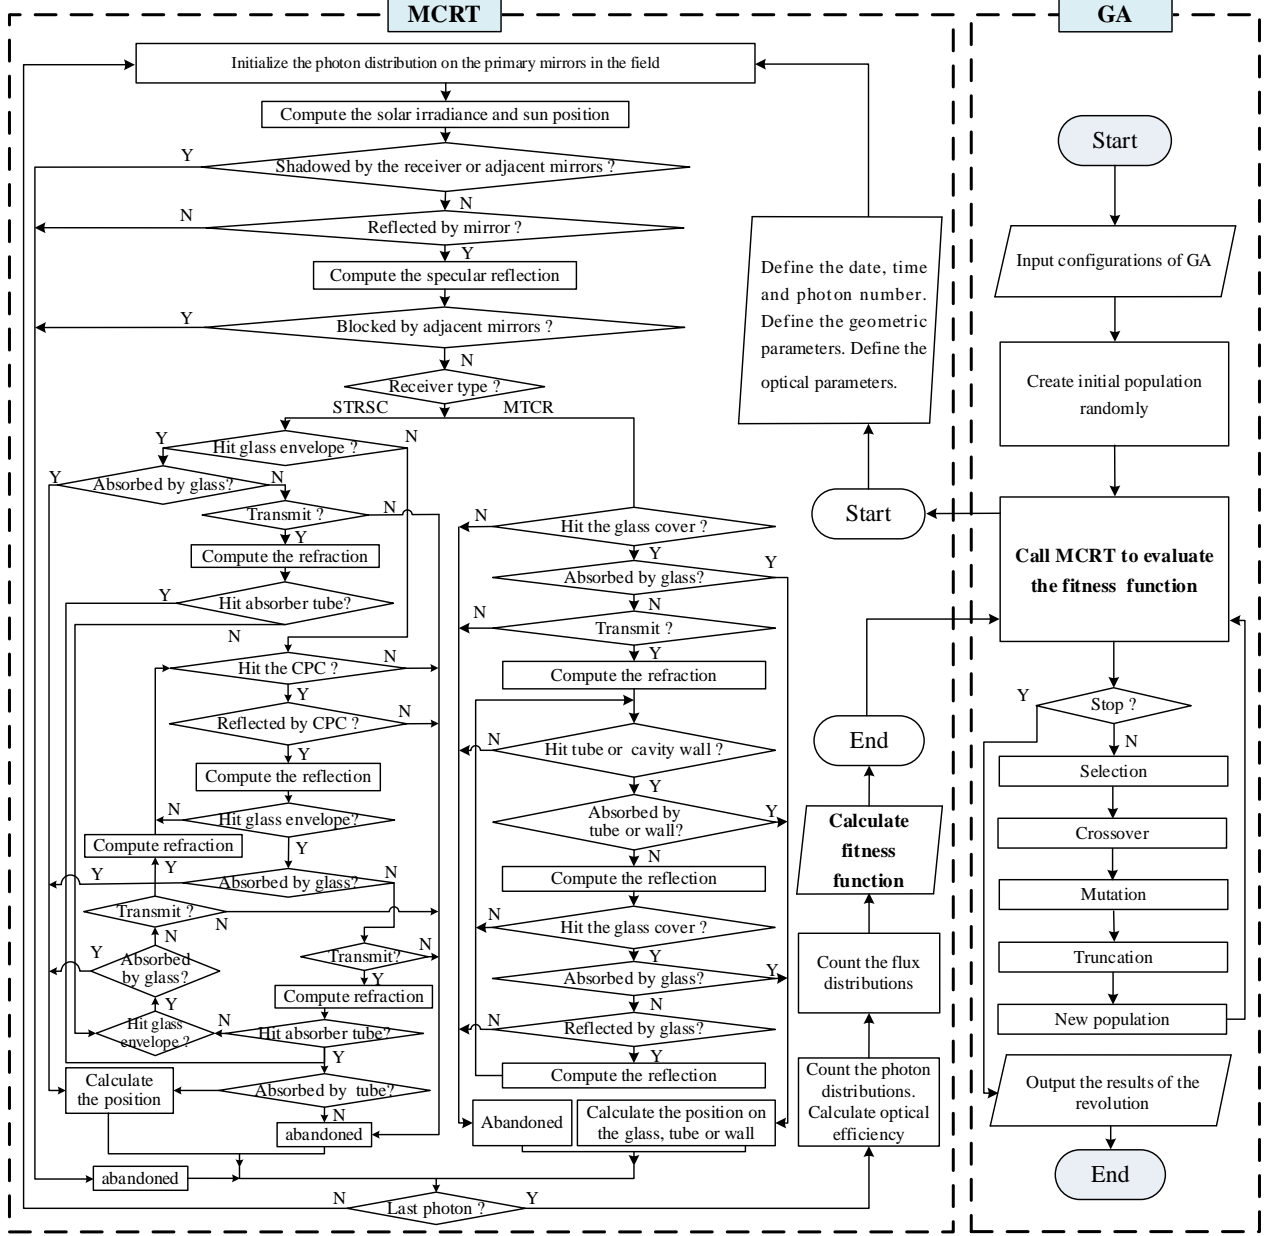 MCRT
Initialize the photon distribution on the primary mirrors in the field
Compute the solar irradiance and sun position
Y
Shadowed by the receiver or adjacent mirrors ?
N
N
Reflected by mirror ?
Y
Compute the specular reflection
Y
Blocked by adjacent mirrors ?
N
Receiver type ?
STRSC
MTCR
Y
Hit glass envelope ?
N
Y
Absorbed by glass?
N
Transmit ?
N
Y
Compute the refraction
Y
Hit absorber tube?
N
Hit the CPC ?
N
Y
Reflected by CPC ?
N
Y
Compute the reflection
N
Hit glass envelope?
Y
Compute refraction
Y
Y
Absorbed by glass?
N
Transmit ?
N
N
Y
Absorbed
by glass?
Y
Transmit?
N
Y
Compute refraction
Hit glass
envelope ?
N
Hit absorber tube?
Y
Calculate
the position
Absorbed by tube?
N
abandoned
abandoned
N
Hit the glass cover ?
Y
Absorbed by glass?
Y
N
N
Transmit ?
Y
Compute the refraction
N
Hit tube or cavity wall ?
Y
Absorbed by
tube or wall?
Y
N
Compute the reflection
N
Hit the glass cover ?
Y
Absorbed by glass?
Y
N
N
Reflected by glass?
Y
Compute the reflection
Abandoned
Calculate the position on
the glass, tube or wall
N
Last photon ?
Y
Define the date, time
and photon number.
Define the geometric
parameters. Define the
optical parameters.
Start
End
Calculate
fitness
function
Count the flux
distributions
Count the photon
distributions.
Calculate optical
efficiency
GA
Start
Input configurations of GA
Create initial population
randomly
Call MCRT to evaluate
the fitness function
Y
Stop ?
N
Selection
Crossover
Mutation
Truncation
New population
Output the results of the
revolution
End